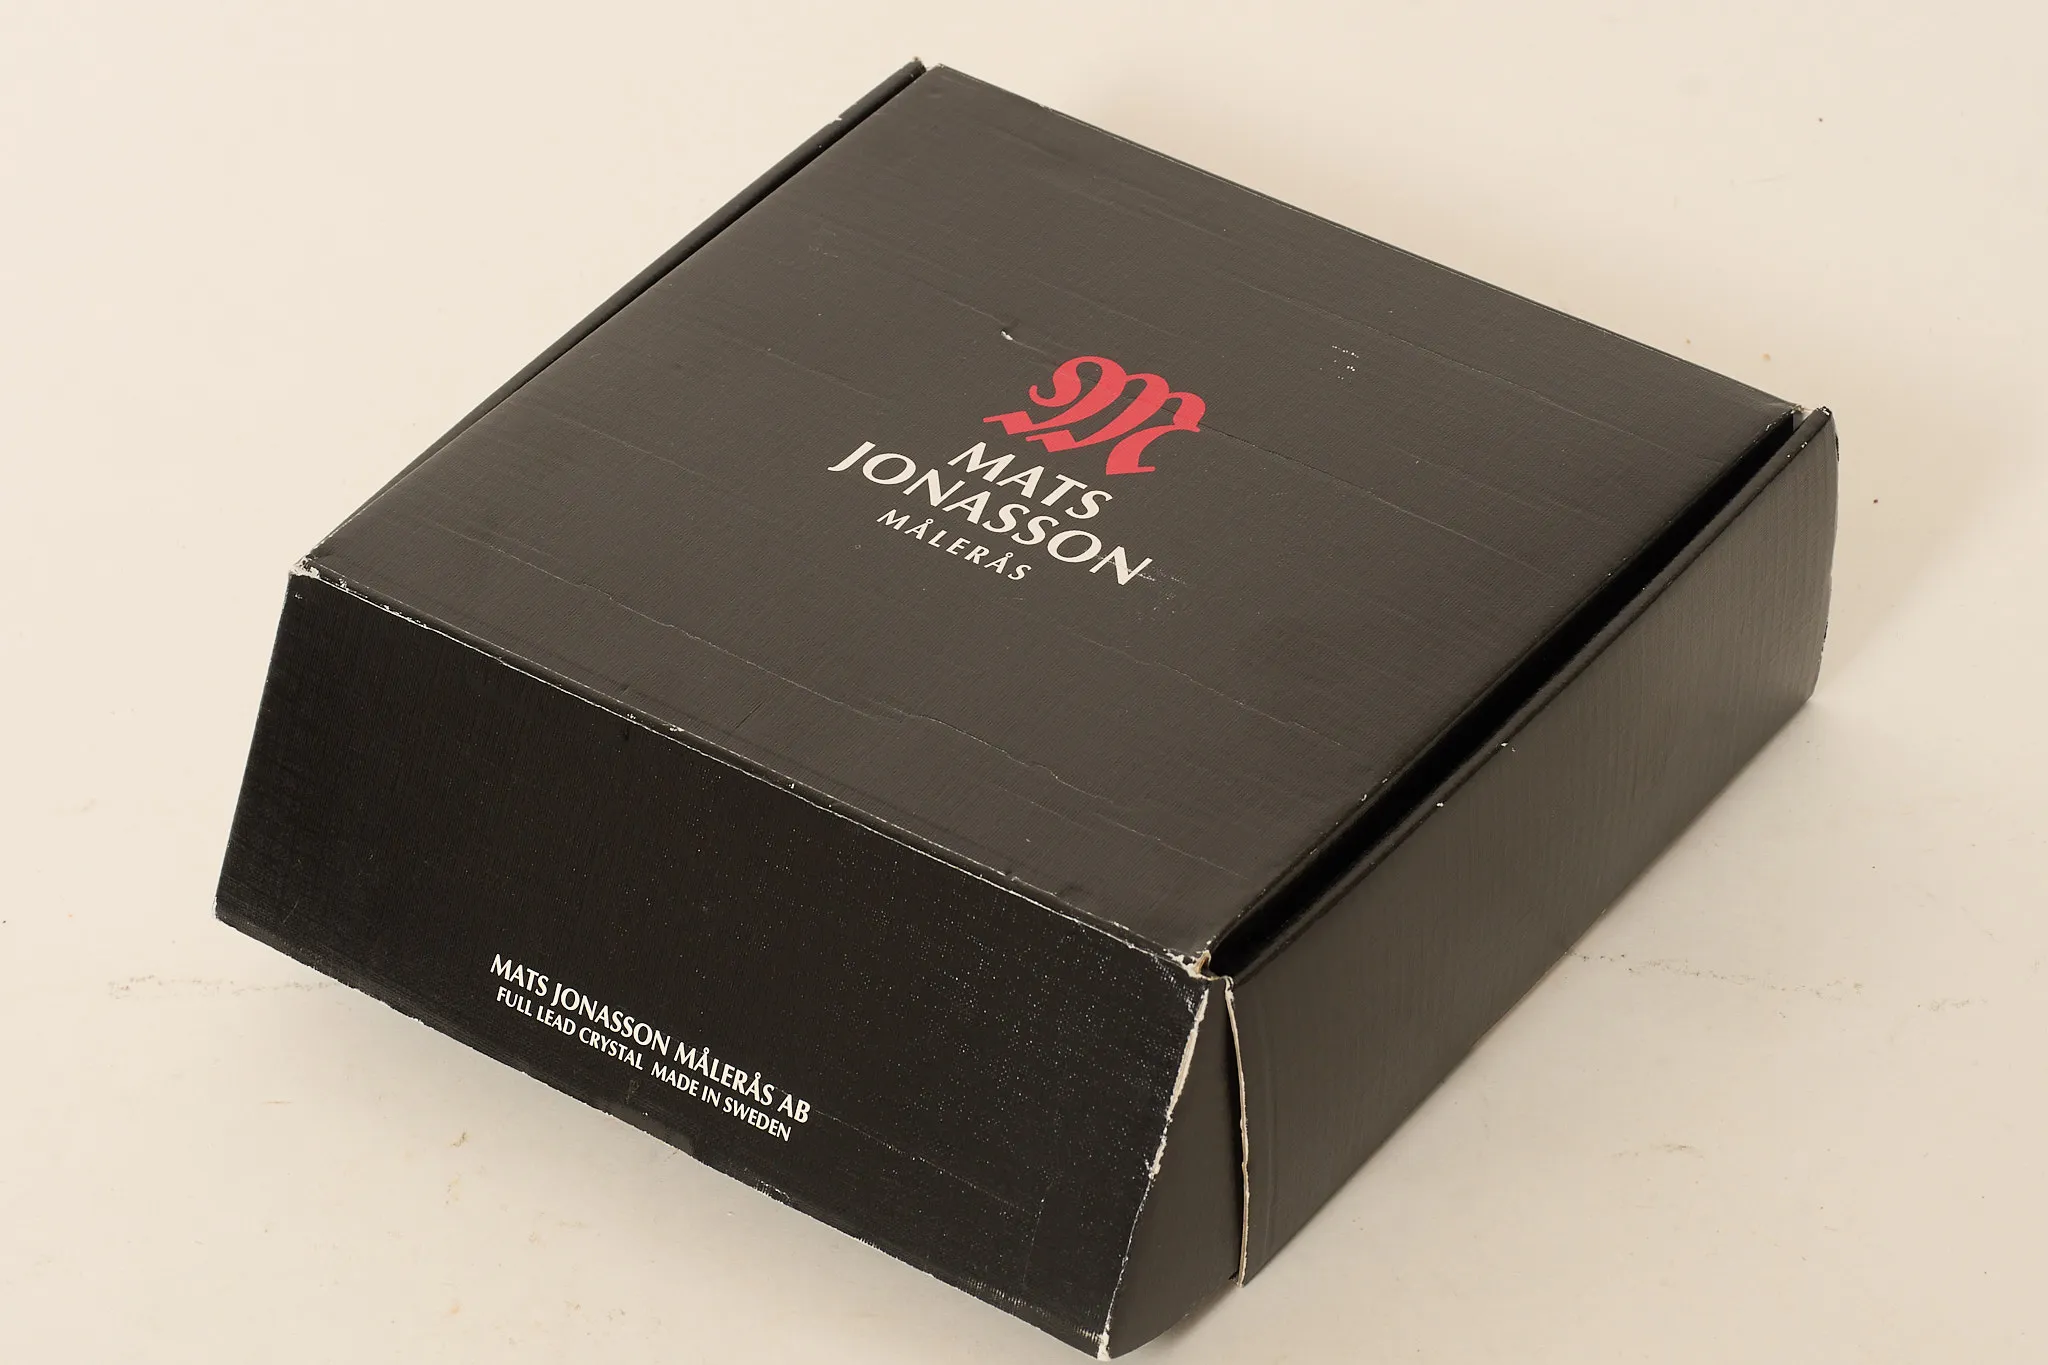 MATS
JONASSON
MÅLERÅS
MATS JONASSON MÅLERÅS AB
FULL LEAD CRYSTAL MADE IN SWEDEN